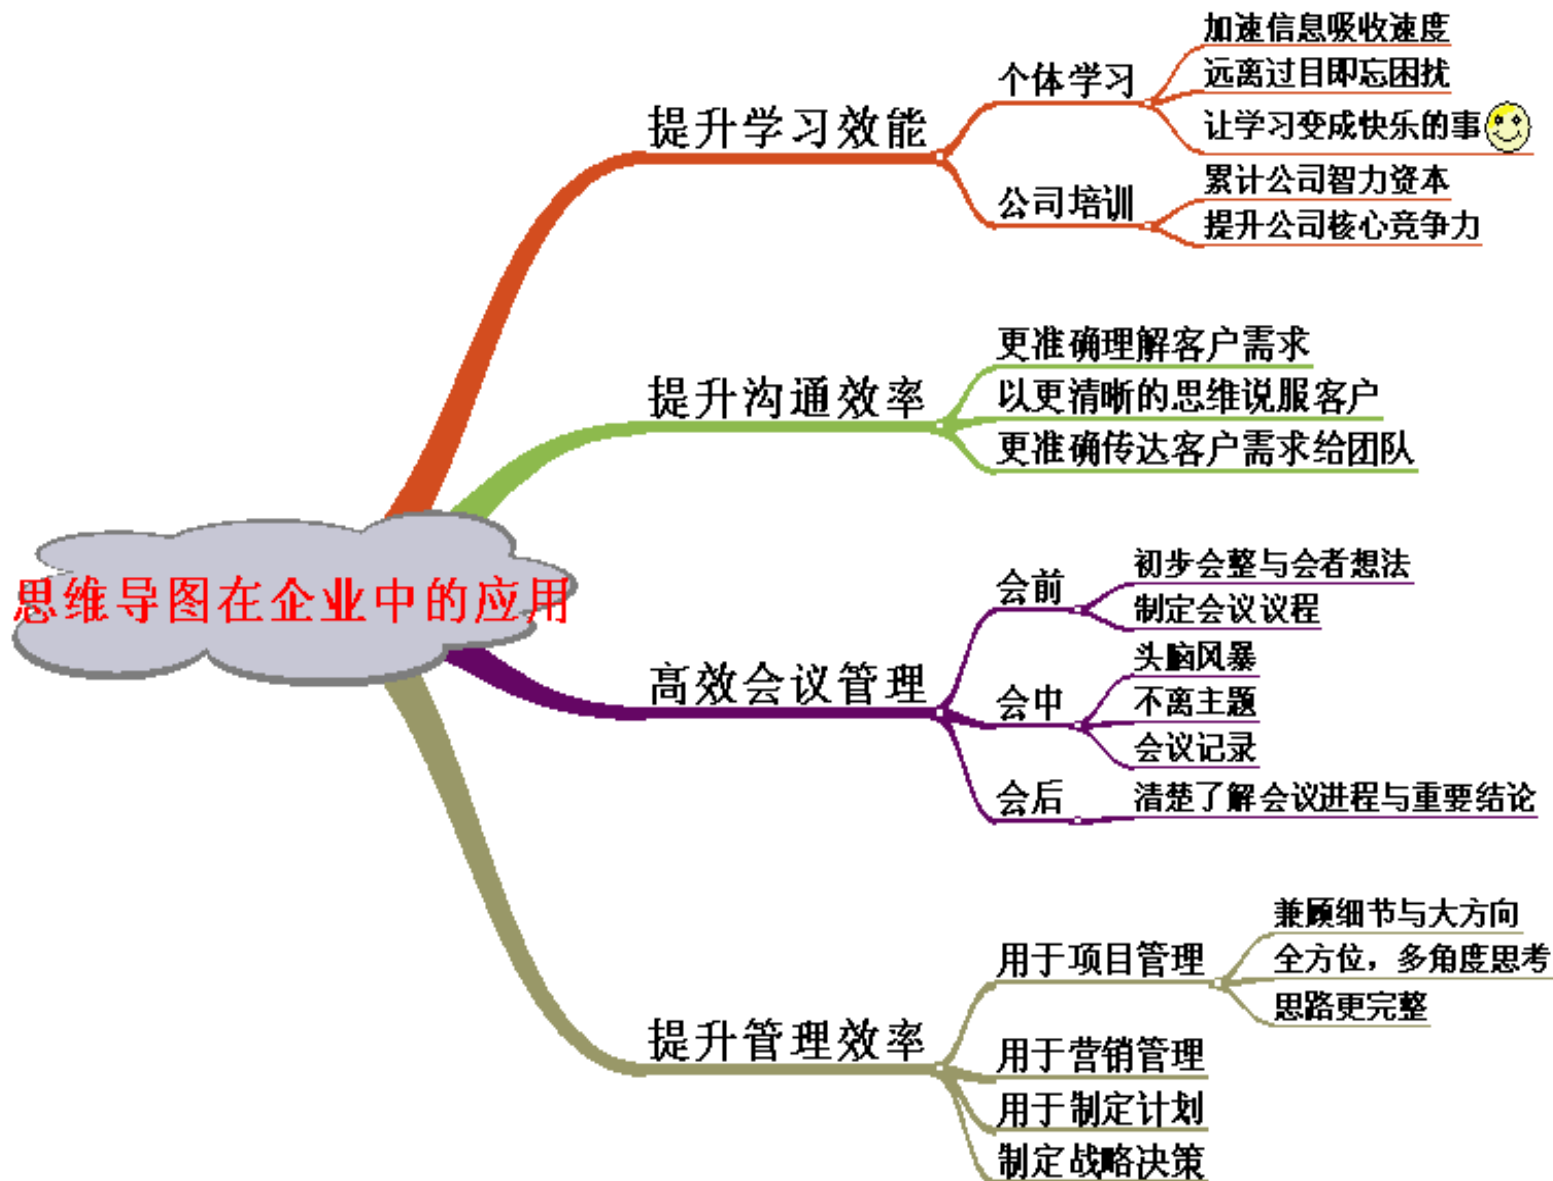 思维导图在企业中的应用
提升学习效能
个体学习
加速信息吸收速度
远离过目即忘困扰
让学习变成快乐的事
公司培训
累计公司智力资本
提升公司核心竞争力
提升沟通效率
更准确理解客户需求
以更清晰的思维说服客户
更准确传达客户需求给团队
高效会议管理
会前
初步会整与会者想法
制定会议议程
会中
头脑风暴
不离主题
会议记录
会后
清楚了解会议进程与重要结论
提升管理效率
用于项目管理
兼顾细节与大方向
全方位，多角度思考
思路更完整
用于营销管理
用于制定计划
制定战略决策